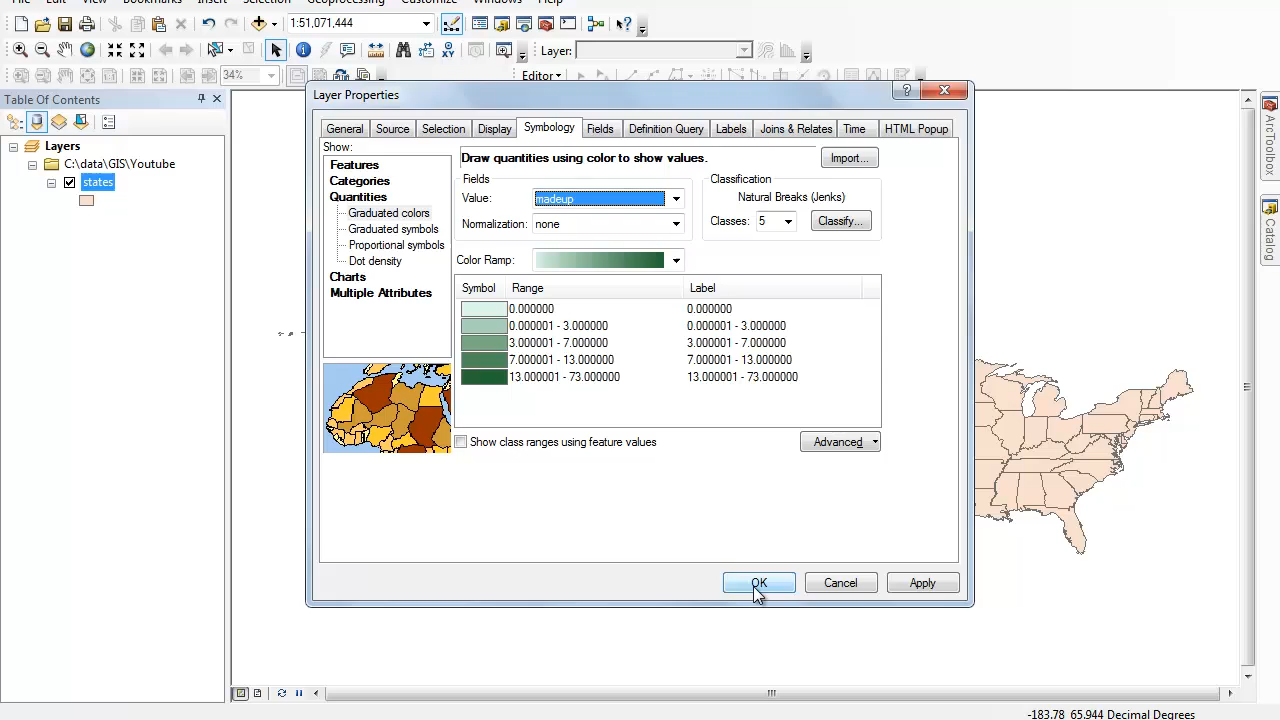 File Edit View Bookmarks Insert Selection Geoprocessing Customize Windows Help
1:51,071,444
Layer:
34%
Editor
Table Of Contents
Layers
C:\data\GIS\Youtube
states
Layer Properties
General Source Selection Display Symbology Fields Definition Query Labels Joins & Relates Time HTML Popup
Show:
Features
Categories
Quantities
Graduated colors
Graduated symbols
Proportional symbols
Dot density
Charts
Multiple Attributes
Draw quantities using color to show values.
Import...
Fields
Value: madeup
Normalization: none
Classification
Natural Breaks (Jenks)
Classes: 5 Classify...
Color Ramp:
Symbol Range Label
0.000000 0.000000
0.000001 - 3.000000 0.000001 - 3.000000
3.000001 - 7.000000 3.000001 - 7.000000
7.000001 - 13.000000 7.000001 - 13.000000
13.000001 - 73.000000 13.000001 - 73.000000
Show class ranges using feature values
Advanced
OK Cancel Apply
ArcToolbox
Catalog
-183.78 65.944 Decimal Degrees